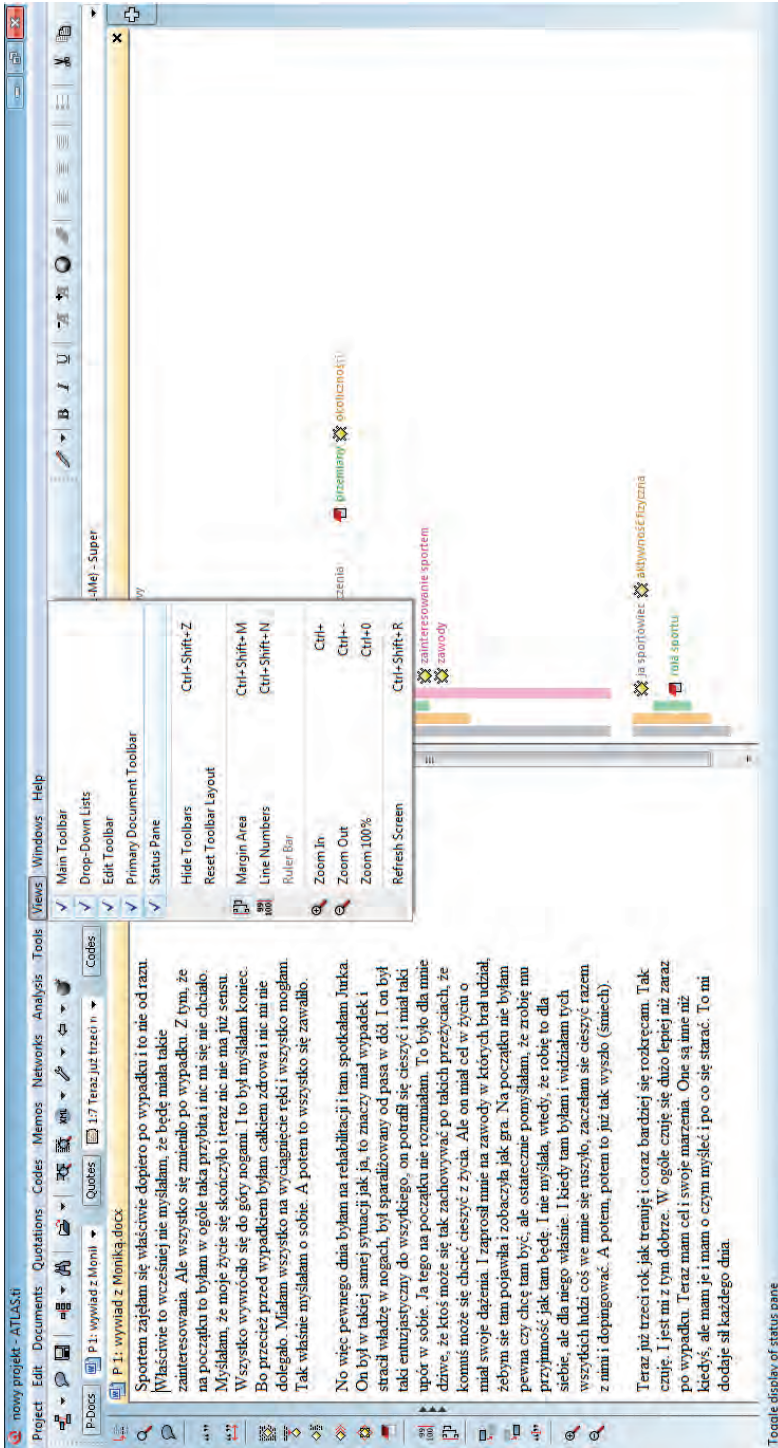 nowy projekt - ATLAS.ti
Project Edit Documents Quotations Codes Memos Networks Analysis Tools Views Windows Help
P-Docs P 1: wywiad z Monil Quotes 1:7 Teraz już trzeci n Codes -Me) - Super
B I U -A +A
P 1: wywiad z Moniką.docx
Main Toolbar
Drop-Down Lists
Edit Toolbar
Primary Document Toolbar
Status Pane
Hide Toolbars Ctrl+Shift+Z
Reset Toolbar Layout
Margin Area Ctrl+Shift+M
Line Numbers Ctrl+Shift+N
Ruler Bar
Zoom In Ctrl+
Zoom Out Ctrl+-
Zoom 100% Ctrl+0
Refresh Screen Ctrl+Shift+R
Sportem zajęłam się właściwie dopiero po wypadku i to nie od razu.
Właściwie to wcześniej nie myślałam, że będę miała takie
zainteresowania. Ale wszystko się zmieniło po wypadku. Z tym, że
na początku to byłam w ogóle taka przybita i nic mi się nie chciało.
Myślałam, że moje życie się skończyło i teraz nic nie ma już sensu.
Wszystko wywróciło się do góry nogami. I to był myślałam koniec.
Bo przecież przed wypadkiem byłam całkiem zdrowa i nic mi nie
dolegało. Miałam wszystko na wyciągnięcie ręki i wszystko mogłam.
Tak właśnie myślałam o sobie. A potem to wszystko się zawaliło.
No więc pewnego dnia byłam na rehabilitacji i tam spotkałam Jurka.
On był w takiej samej sytuacji jak ja, to znaczy miał wypadek i
stracił władzę w nogach, był sparaliżowany od pasa w dół. I on był
taki entuzjastyczny do wszystkiego, on potrafił się cieszyć i miał taki
upór w sobie. Ja tego na początku nie rozumiałam. To było dla mnie
dziwe, że ktoś może się tak zachowywać po takich przeżyciach, że
komuś może się chcieć cieszyć z życia. Ale on miał cel w życiu o
miał swoje dążenia. I zaprosił mnie na zawody w których brał udział,
żebym sie tam pojawiła i zobaczyła jak gra. Na początku nie byłam
pewna czy chcę tam być, ale ostatecznie pomyślałam, że zrobię mu
przyjmność jak tam będę. I nie myślała, wtedy, że robię to dla
siebie, ale dla niego właśnie. I kiedy tam byłam i widziałam tych
wszytkich ludzi coś we mnie się ruszyło, zaczęłam sie cieszyć razem
z nimi i dopingować. A potem, potem to już tak wyszło (śmiech).
Teraz już trzeci rok jak trenuję i coraz bardziej się rozkręcam. Tak
czuję. I jest mi z tym dobrze. W ogóle czuję się dużo lepiej niż zaraz
po wypadku. Teraz mam cel i swoje marzenia. One są inne niż
kiedyś, ale mam je i mam o czym myśleć i po co się starać. To mi
dodaje sił każdego dnia.
czenia przemiany okoliczności
zainteresowanie sportem
zawody
ja sportowiec aktywność fizyczna
rola sportu
Toggle display of status pane